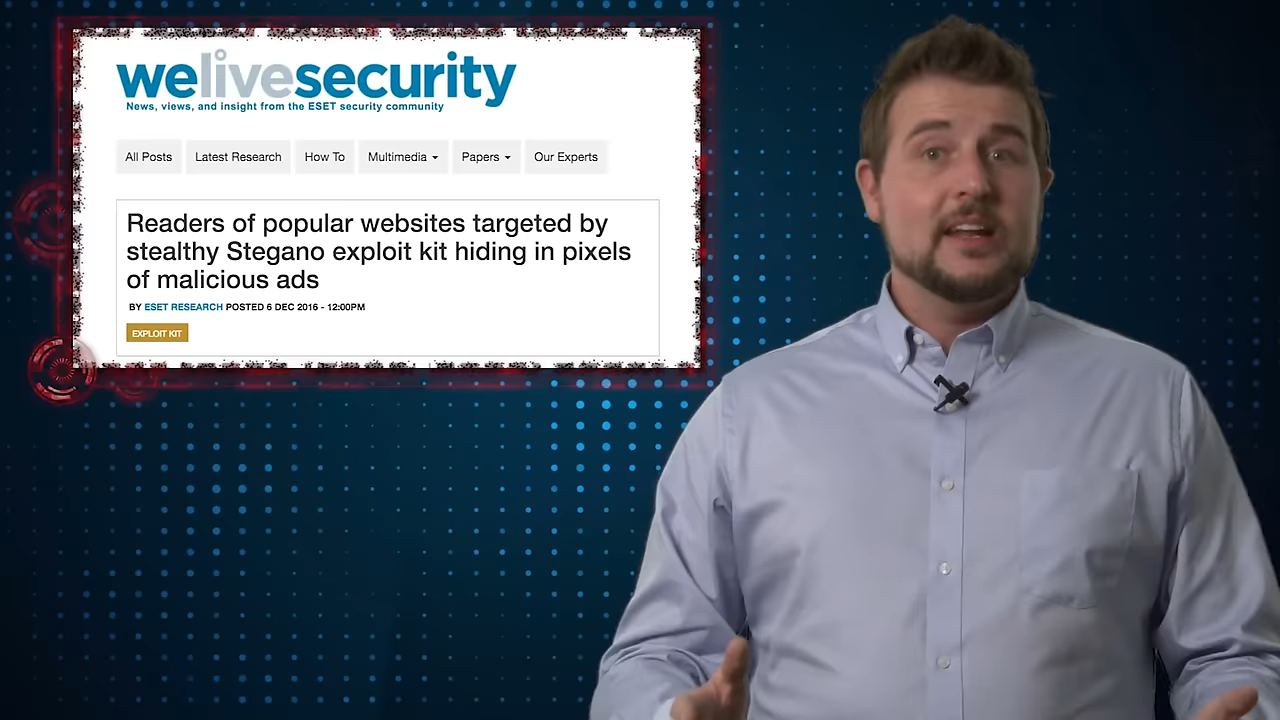 welivesecurity
News, views, and insight from the ESET security community
All Posts Latest Research How To Multimedia Papers Our Experts
Readers of popular websites targeted by
stealthy Stegano exploit kit hiding in pixels
of malicious ads
BY ESET RESEARCH POSTED 6 DEC 2016 - 12:00PM
EXPLOIT KIT